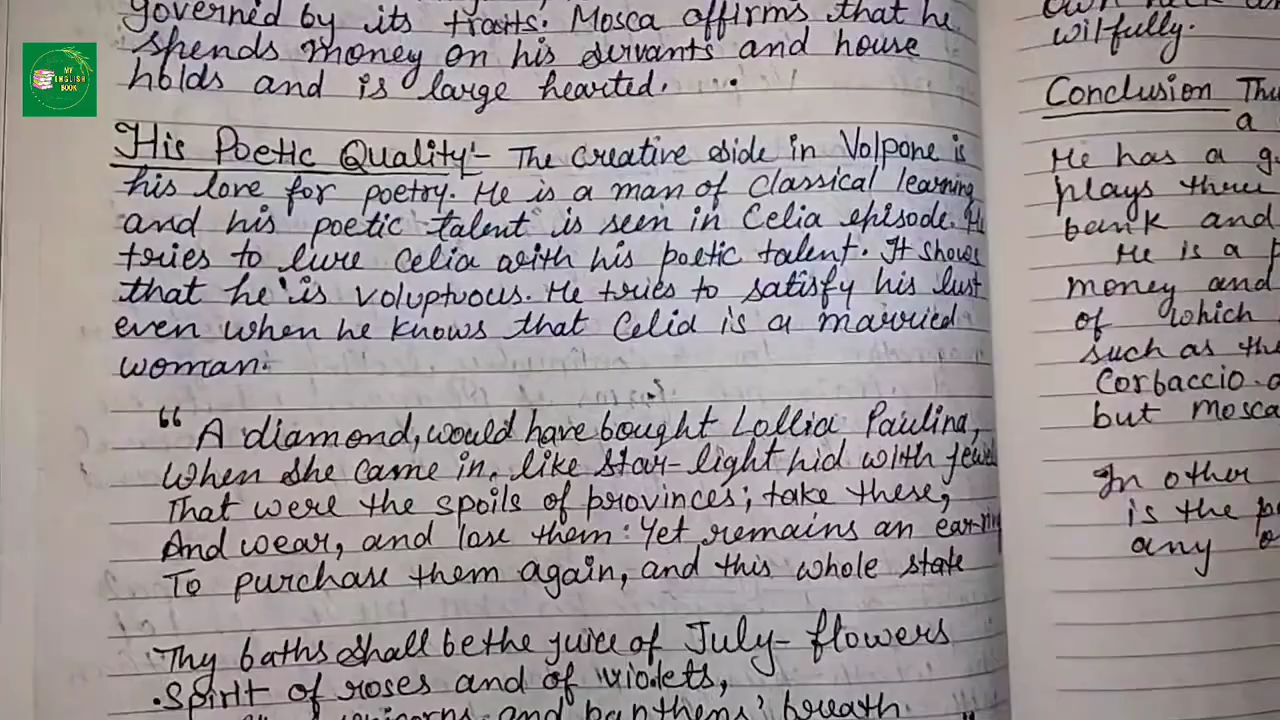 governed by its traits. Mosca affirms that he
spends money on his servants and house
holds and is large hearted.
MY
ENGLISH
BOOK
His Poetic Quality:- The creative side in Volpone is
his love for poetry. He is a man of classical learning
and his poetic talent is seen in Celia episode. He
tries to lure Celia with his poetic talent. It shows
that he is voluptuous. He tries to satisfy his lust
even when he knows that Celia is a married
woman:
"A diamond, would have bought Lollia Paulina,
When she came in, like star-light hid with jewels
That were the spoils of provinces; take these,
And wear, and lose them: Yet remains an ear-ring
To purchase them again, and this whole state
Thy baths shall be the juice of July-flowers
Spirit of roses and of violets,
unicorns and panthers' breath
wilfully.
Conclusion
a
He has a
plays three
bank and
He is a
money and
of which
such as the
Corbaccio.
but Mosca
In other
is the
any